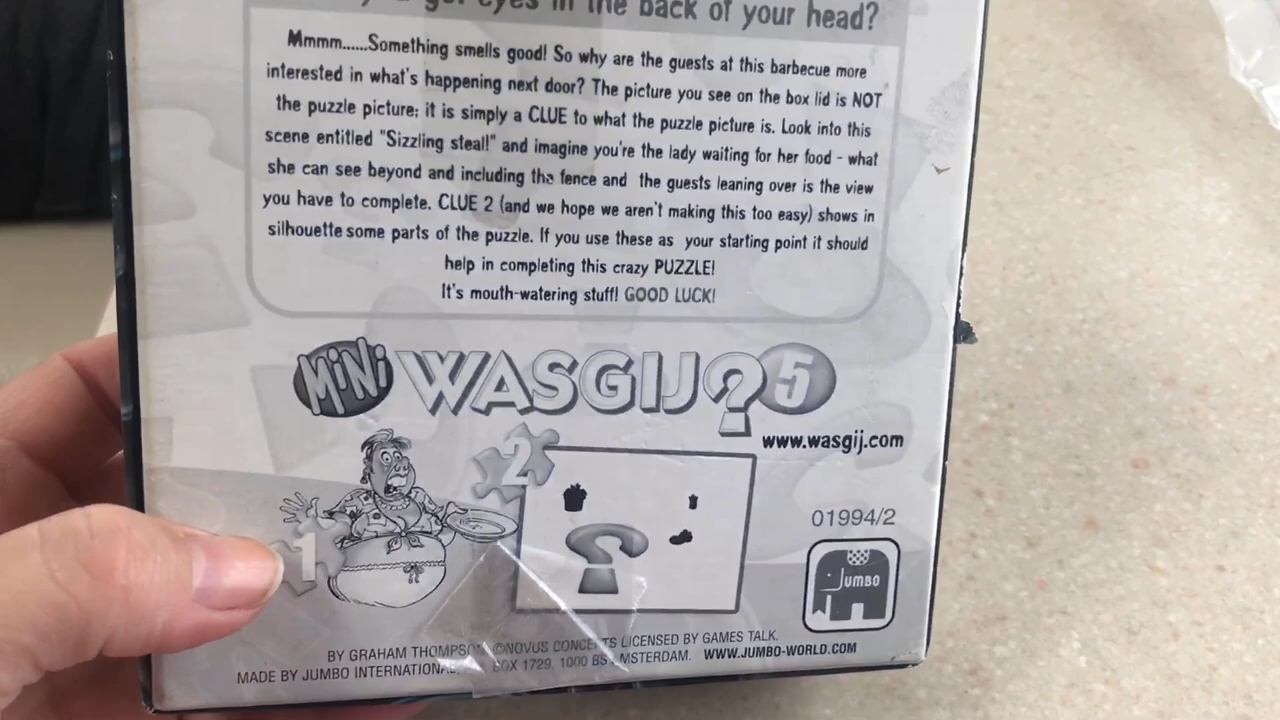 got eyes in the back of your head?
Mmmm......Something smells good! So why are the guests at this barbecue more
interested in what's happening next door? The picture you see on the box lid is NOT
the puzzle picture; it is simply a CLUE to what the puzzle picture is. Look into this
scene entitled "Sizzling steal!" and imagine you're the lady waiting for her food - what
she can see beyond and including the fence and the guests leaning over is the view
you have to complete. CLUE 2 (and we hope we aren't making this too easy) shows in
silhouette some parts of the puzzle. If you use these as your starting point it should
help in completing this crazy PUZZLE!
It's mouth-watering stuff! GOOD LUCK!
MiNi WASGIJ? 5
www.wasgij.com
1
2
01994/2
JUMBO
BY GRAHAM THOMPSON ©NOVUS CONCEPTS LICENSED BY GAMES TALK.
MADE BY JUMBO INTERNATIONAL, BOX 1729, 1000 BS AMSTERDAM. WWW.JUMBO-WORLD.COM